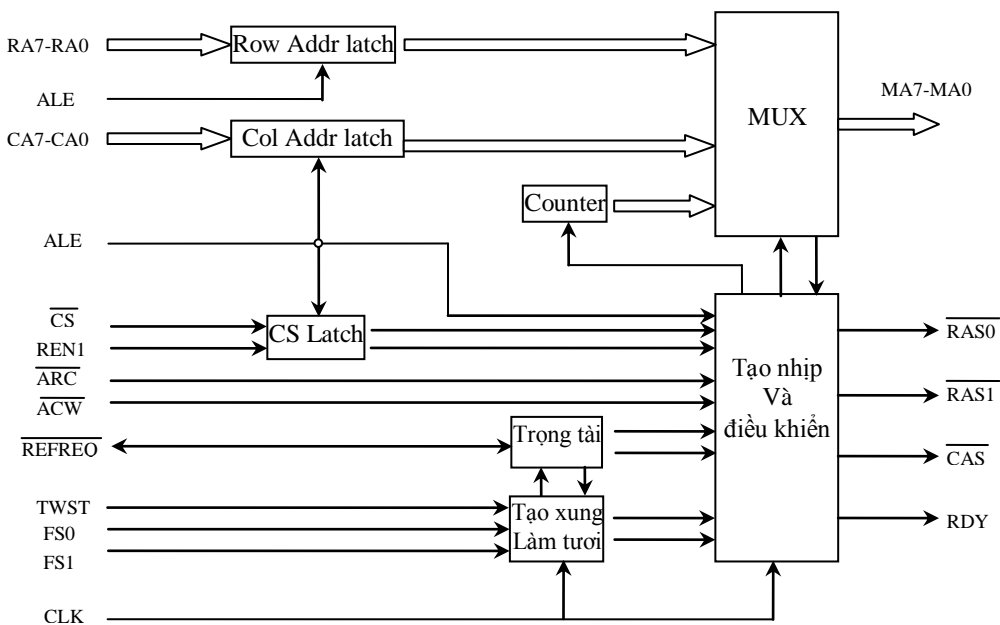 RA7-RA0
Row Addr latch
ALE
CA7-CA0
Col Addr latch
MUX
MA7-MA0
Counter
ALE
CS
REN1
CS Latch
ARC
ACW
REFREQ
Trọng tài
TWST
FS0
FS1
Tạo xung
Làm tươi
CLK
Tạo nhịp
Và
điều khiển
RAS0
RAS1
CAS
RDY